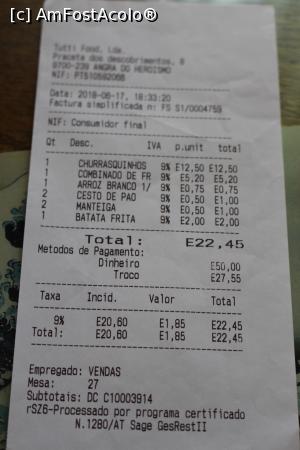 (c) AmFostAcolo®
Tutti Food, Lda.
Praceta dos descobrimentos, 8
9700-239 ANGRA DO HEROISMO
NIF: PT510592068
Data: 2018-06-17, 18:33:20
Factura simplificada n: FS S1/0004759
NIF: Consumidor final
Qt Desc. IVA p.unit total
1 CHURRASQUINHOS 9% E12,50 E12,50
1 COMBINADO DE FR 9% E5,20 E5,20
1 ARROZ BRANCO 1/ 9% E0,75 E0,75
2 CESTO DE PAO 9% E0,50 E1,00
2 MANTEIGA 9% E0,50 E1,00
1 BATATA FRITA 9% E2,00 E2,00
Total: E22,45
Metodos de Pagamento:
Dinheiro E50,00
Troco E27,55
Taxa Incid. Valor Total
9% E20,60 E1,85 E22,45
Total: E20,60 E1,85 E22,45
Empregado: VENDAS
Mesa: 27
Subtotais: DC C10003914
rSZ6-Processado por programa certificado
N.1280/AT Sage GesRestII